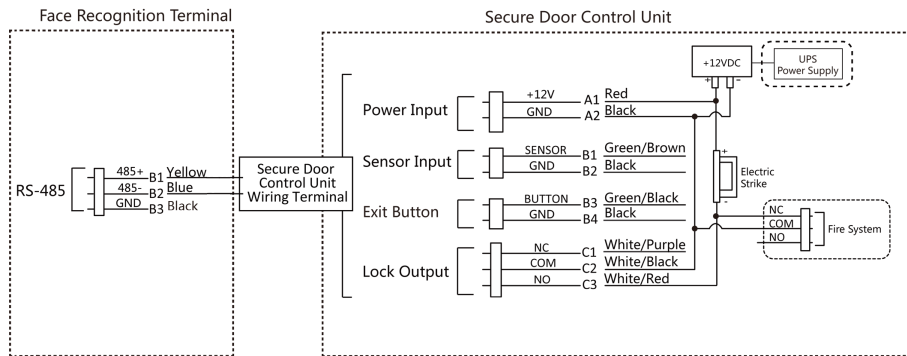 Face Recognition Terminal
Secure Door Control Unit
+12VDC
+ -
UPS
Power Supply
Power Input
+12V A1 Red
GND A2 Black
Sensor Input
SENSOR B1 Green/Brown
GND B2 Black
RS-485
485+ B1 Yellow
485- B2 Blue
GND B3 Black
Secure Door
Control Unit
Wiring Terminal
+
Electric
Strike
-
Exit Button
BUTTON B3 Green/Black
GND B4 Black
NC
COM
NO
Fire System
Lock Output
NC C1 White/Purple
COM C2 White/Black
NO C3 White/Red